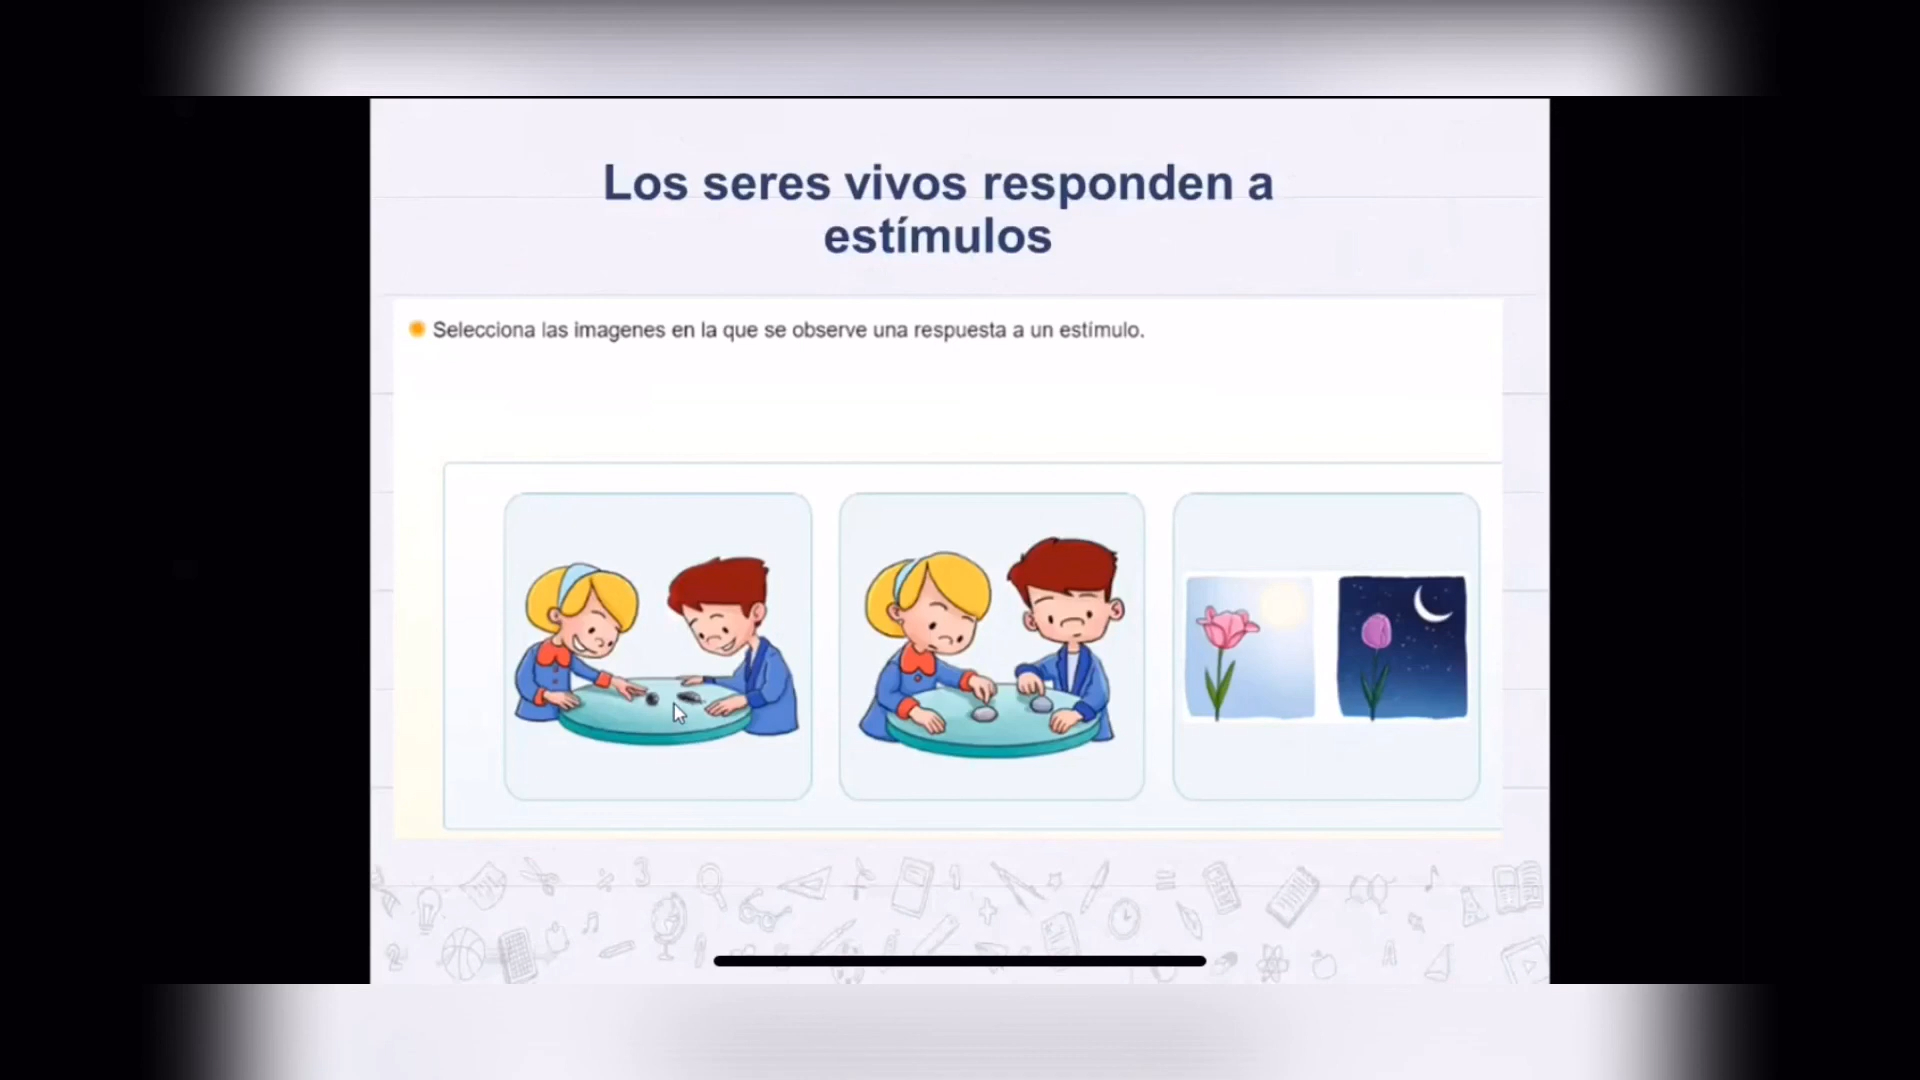 Los seres vivos responden a
estímulos
Selecciona las imagenes en la que se observe una respuesta a un estímulo.